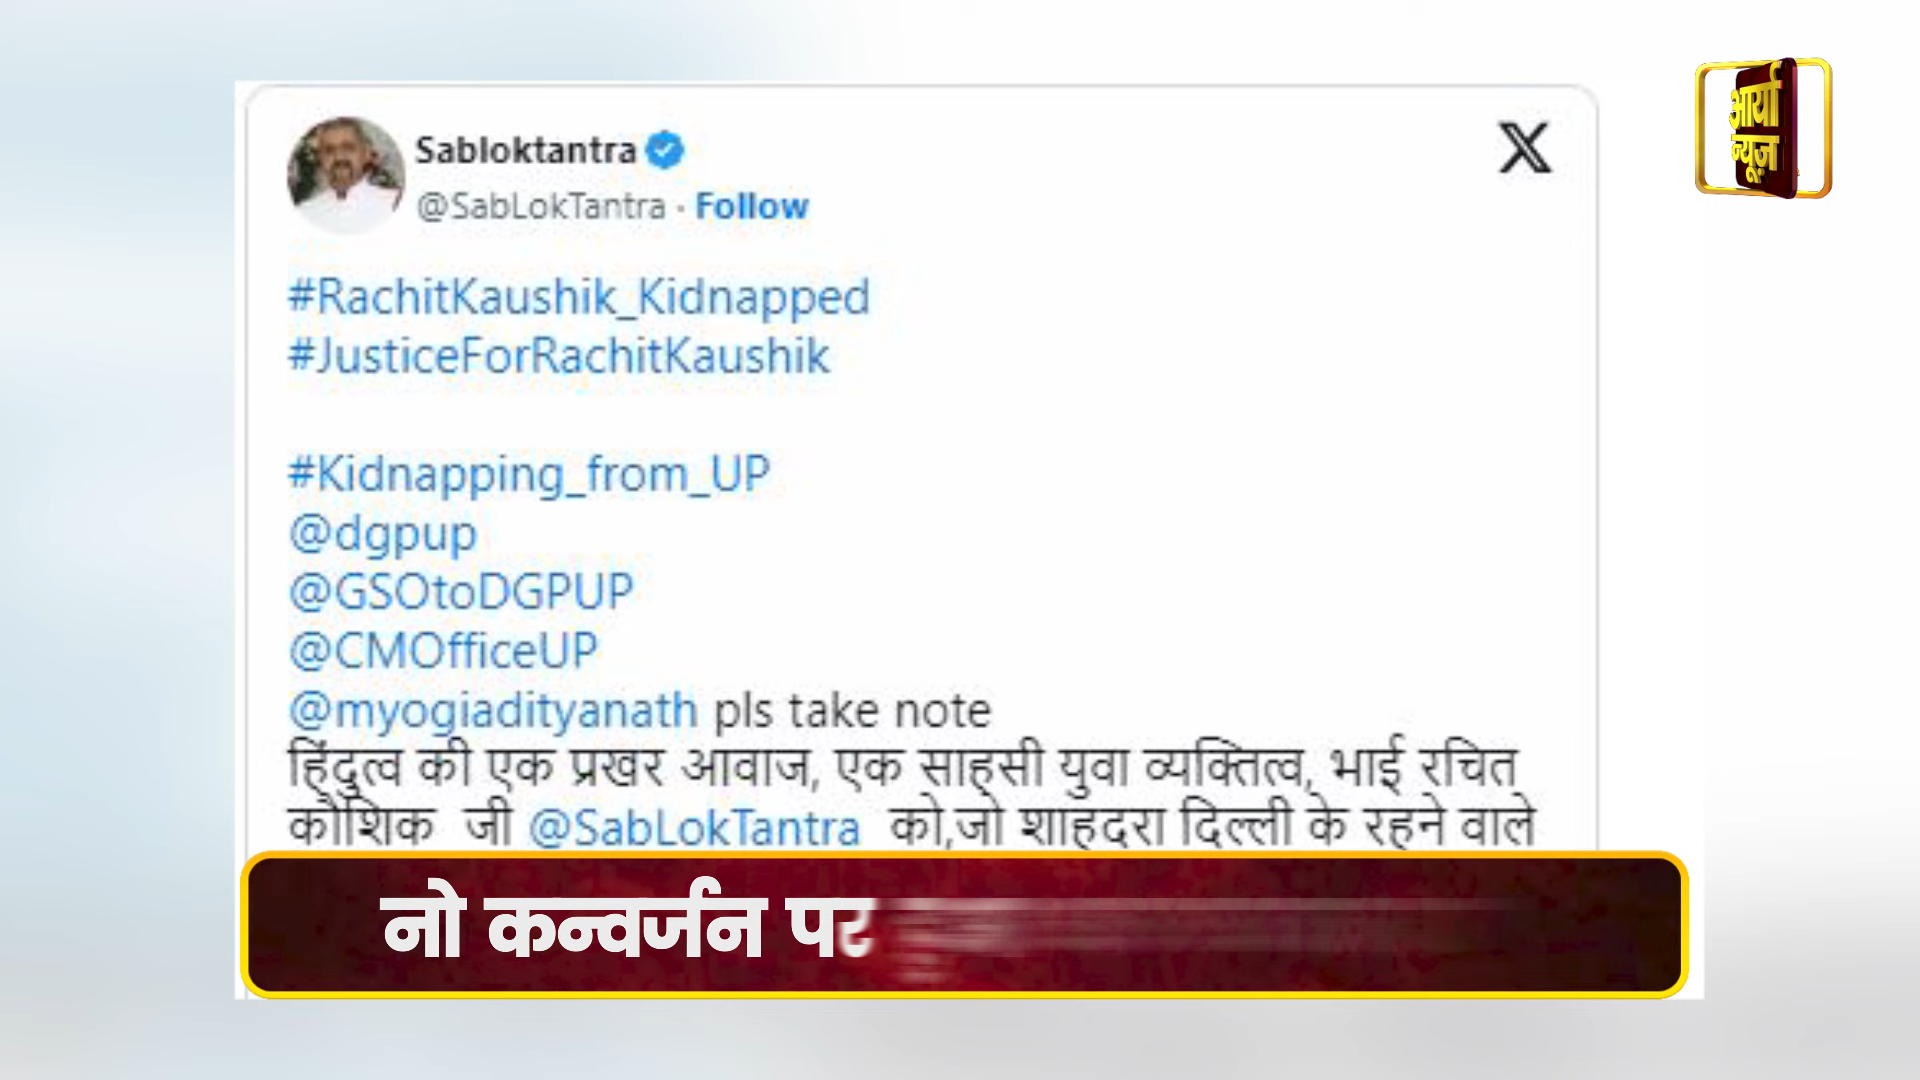 आर्या
न्यूज़
Sabloktantra
@SabLokTantra · Follow
#RachitKaushik_Kidnapped
#JusticeForRachitKaushik
#Kidnapping_from_UP
@dgpup
@GSOtoDGPUP
@CMOfficeUP
@myogiadityanath pls take note
हिंदुत्व की एक प्रखर आवाज, एक साहसी युवा व्यक्तित्व, भाई रचित
कौशिक जी @SabLokTantra को,जो शाहदरा दिल्ली के रहने वाले
नो कन्वर्जन पर